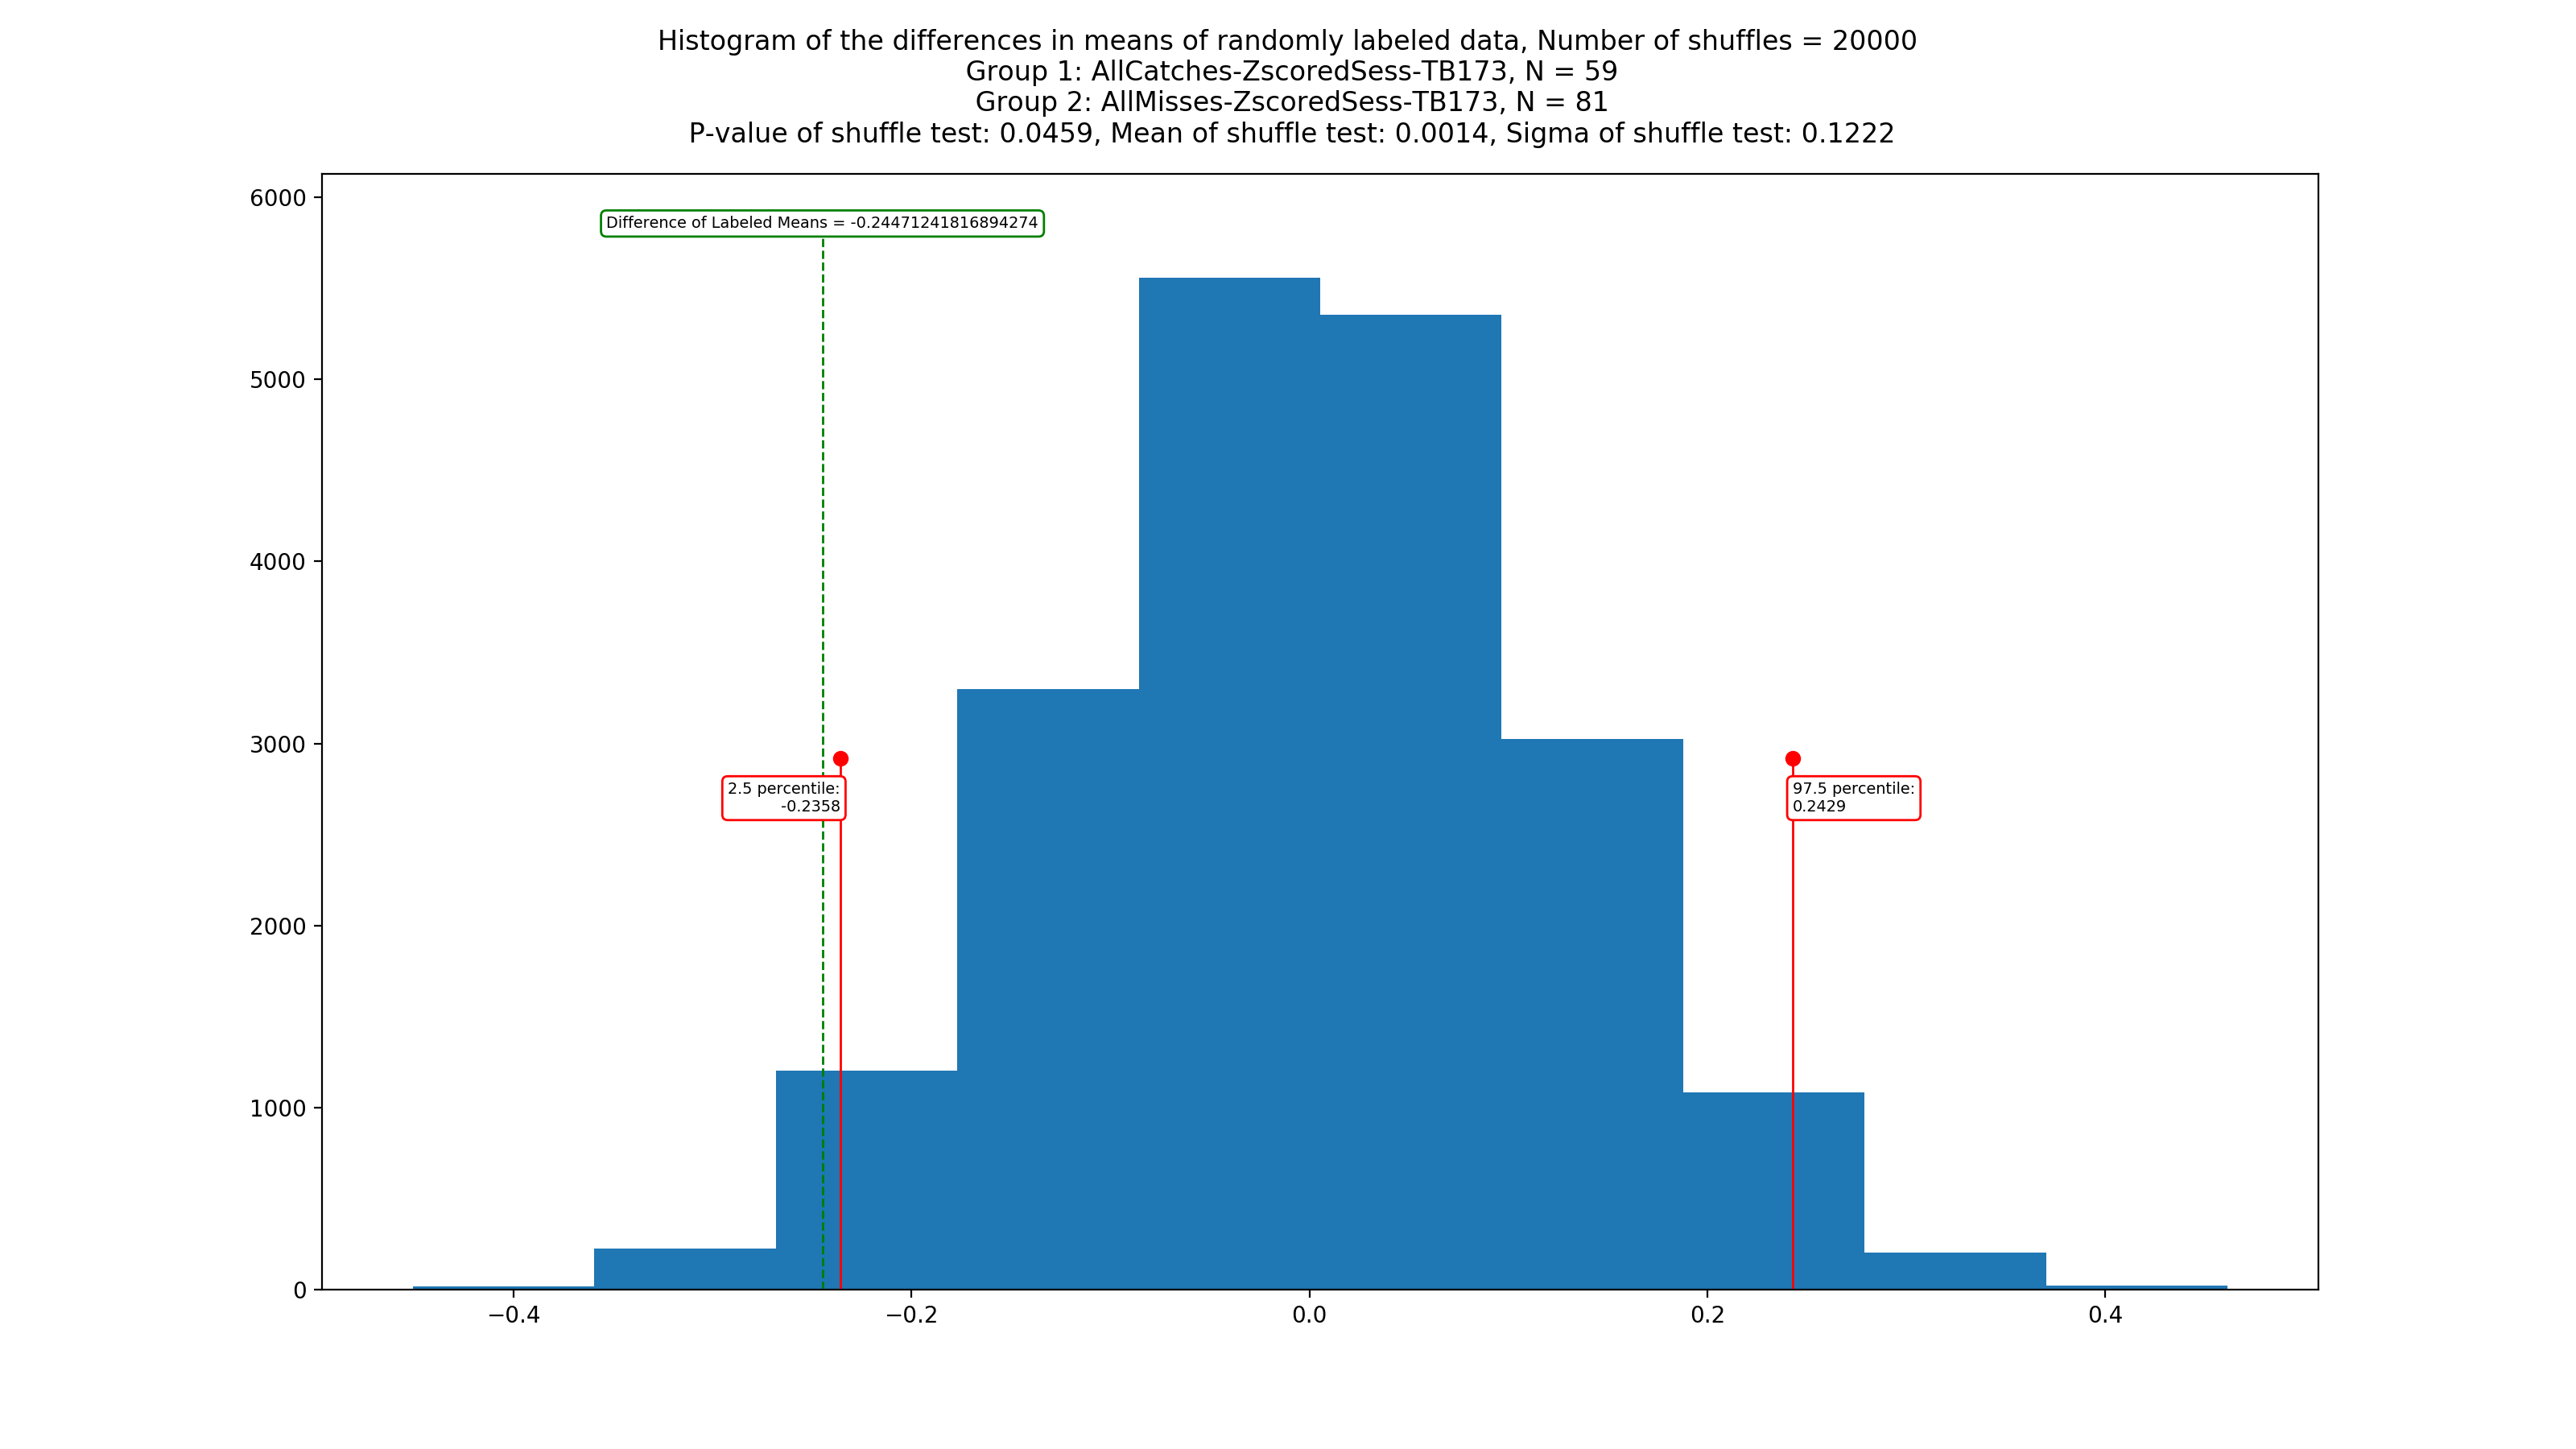 Histogram of the differences in means of randomly labeled data, Number of shuffles = 20000
Group 1: AllCatches-ZscoredSess-TB173, N = 59
Group 2: AllMisses-ZscoredSess-TB173, N = 81
P-value of shuffle test: 0.0459, Mean of shuffle test: 0.0014, Sigma of shuffle test: 0.1222
6000
Difference of Labeled Means = -0.24471241816894274
5000
4000
3000
2.5 percentile:
-0.2358
97.5 percentile:
0.2429
2000
1000
0
−0.4
−0.2
0.0
0.2
0.4